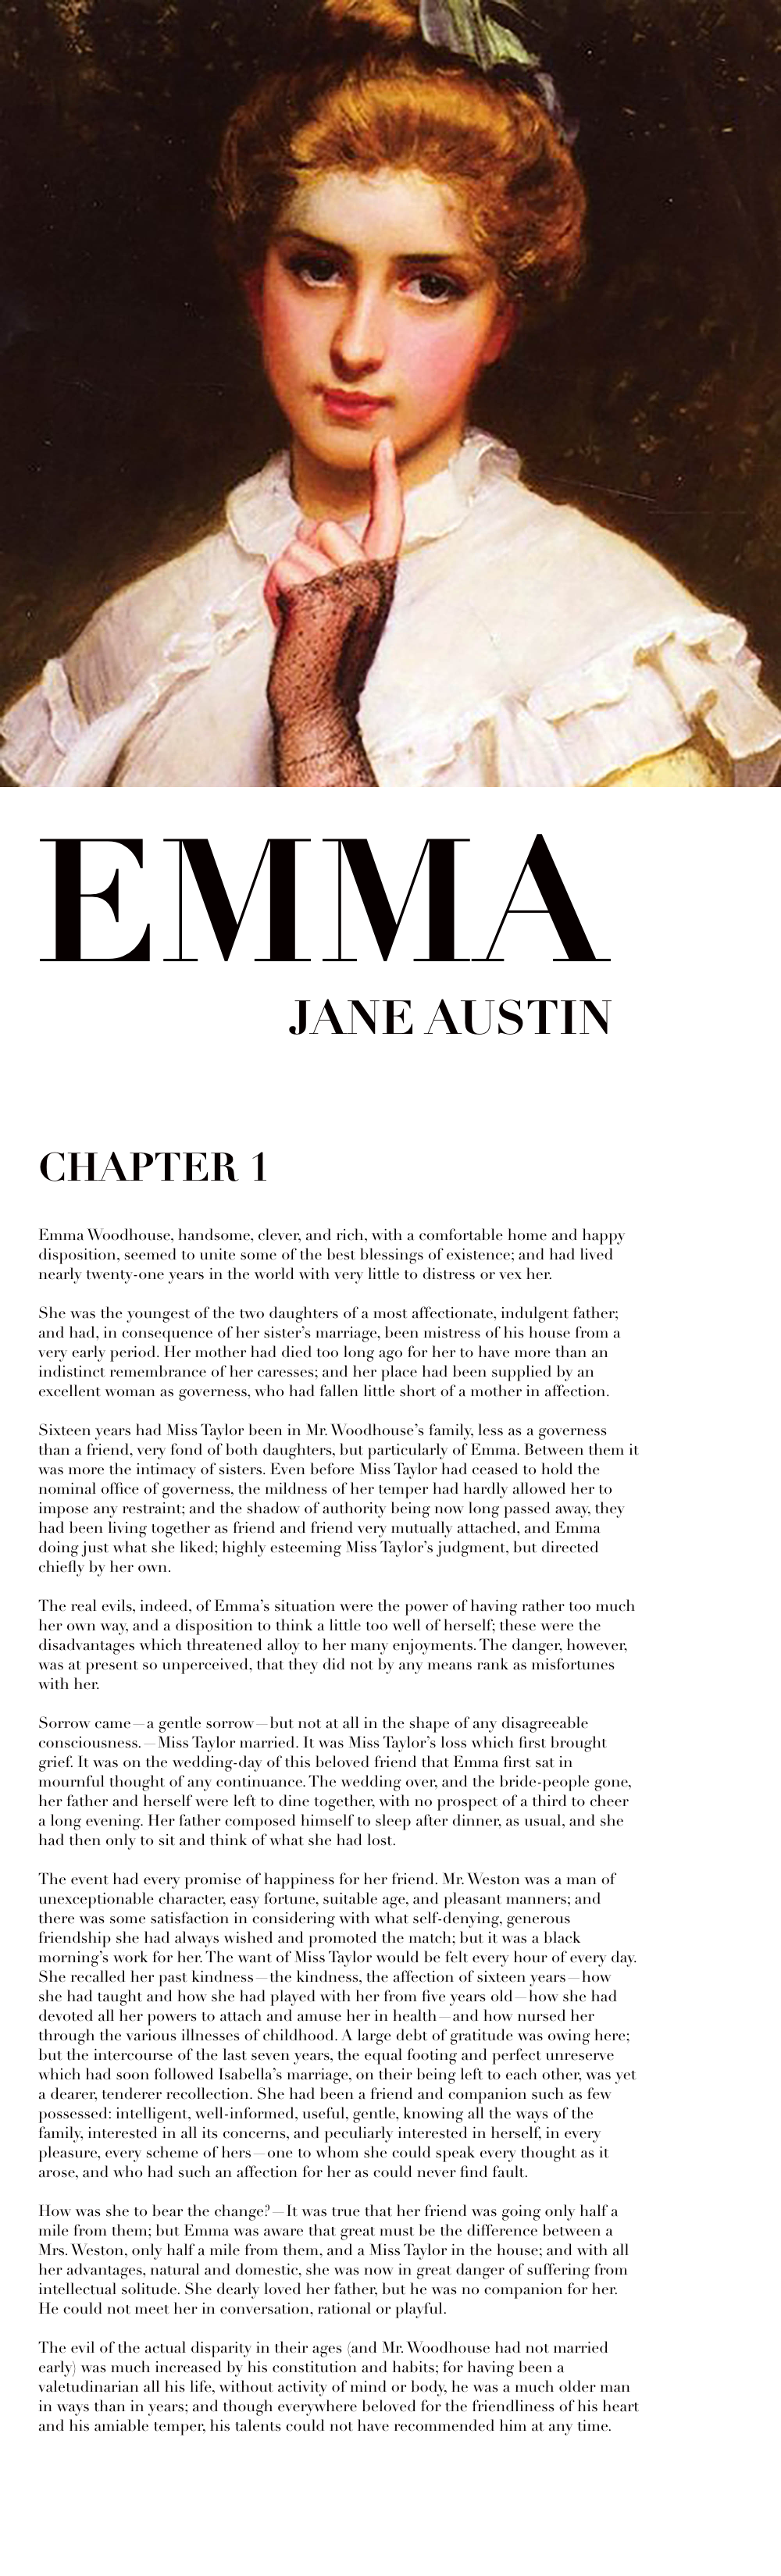 EMMA
JANE AUSTIN
CHAPTER 1
Emma Woodhouse, handsome, clever, and rich, with a comfortable home and happy
disposition, seemed to unite some of the best blessings of existence; and had lived
nearly twenty-one years in the world with very little to distress or vex her.
She was the youngest of the two daughters of a most affectionate, indulgent father;
and had, in consequence of her sister’s marriage, been mistress of his house from a
very early period. Her mother had died too long ago for her to have more than an
indistinct remembrance of her caresses; and her place had been supplied by an
excellent woman as governess, who had fallen little short of a mother in affection.
Sixteen years had Miss Taylor been in Mr. Woodhouse’s family, less as a governess
than a friend, very fond of both daughters, but particularly of Emma. Between them it
was more the intimacy of sisters. Even before Miss Taylor had ceased to hold the
nominal office of governess, the mildness of her temper had hardly allowed her to
impose any restraint; and the shadow of authority being now long passed away, they
had been living together as friend and friend very mutually attached, and Emma
doing just what she liked; highly esteeming Miss Taylor’s judgment, but directed
chiefly by her own.
The real evils, indeed, of Emma’s situation were the power of having rather too much
her own way, and a disposition to think a little too well of herself; these were the
disadvantages which threatened alloy to her many enjoyments. The danger, however,
was at present so unperceived, that they did not by any means rank as misfortunes
with her.
Sorrow came—a gentle sorrow—but not at all in the shape of any disagreeable
consciousness.—Miss Taylor married. It was Miss Taylor’s loss which first brought
grief. It was on the wedding-day of this beloved friend that Emma first sat in
mournful thought of any continuance. The wedding over, and the bride-people gone,
her father and herself were left to dine together, with no prospect of a third to cheer
a long evening. Her father composed himself to sleep after dinner, as usual, and she
had then only to sit and think of what she had lost.
The event had every promise of happiness for her friend. Mr. Weston was a man of
unexceptionable character, easy fortune, suitable age, and pleasant manners; and
there was some satisfaction in considering with what self-denying, generous
friendship she had always wished and promoted the match; but it was a black
morning’s work for her. The want of Miss Taylor would be felt every hour of every day.
She recalled her past kindness—the kindness, the affection of sixteen years—how
she had taught and how she had played with her from five years old—how she had
devoted all her powers to attach and amuse her in health—and how nursed her
through the various illnesses of childhood. A large debt of gratitude was owing here;
but the intercourse of the last seven years, the equal footing and perfect unreserve
which had soon followed Isabella’s marriage, on their being left to each other, was yet
a dearer, tenderer recollection. She had been a friend and companion such as few
possessed: intelligent, well-informed, useful, gentle, knowing all the ways of the
family, interested in all its concerns, and peculiarly interested in herself, in every
pleasure, every scheme of hers—one to whom she could speak every thought as it
arose, and who had such an affection for her as could never find fault.
How was she to bear the change?—It was true that her friend was going only half a
mile from them; but Emma was aware that great must be the difference between a
Mrs. Weston, only half a mile from them, and a Miss Taylor in the house; and with all
her advantages, natural and domestic, she was now in great danger of suffering from
intellectual solitude. She dearly loved her father, but he was no companion for her.
He could not meet her in conversation, rational or playful.
The evil of the actual disparity in their ages (and Mr. Woodhouse had not married
early) was much increased by his constitution and habits; for having been a
valetudinarian all his life, without activity of mind or body, he was a much older man
in ways than in years; and though everywhere beloved for the friendliness of his heart
and his amiable temper, his talents could not have recommended him at any time.